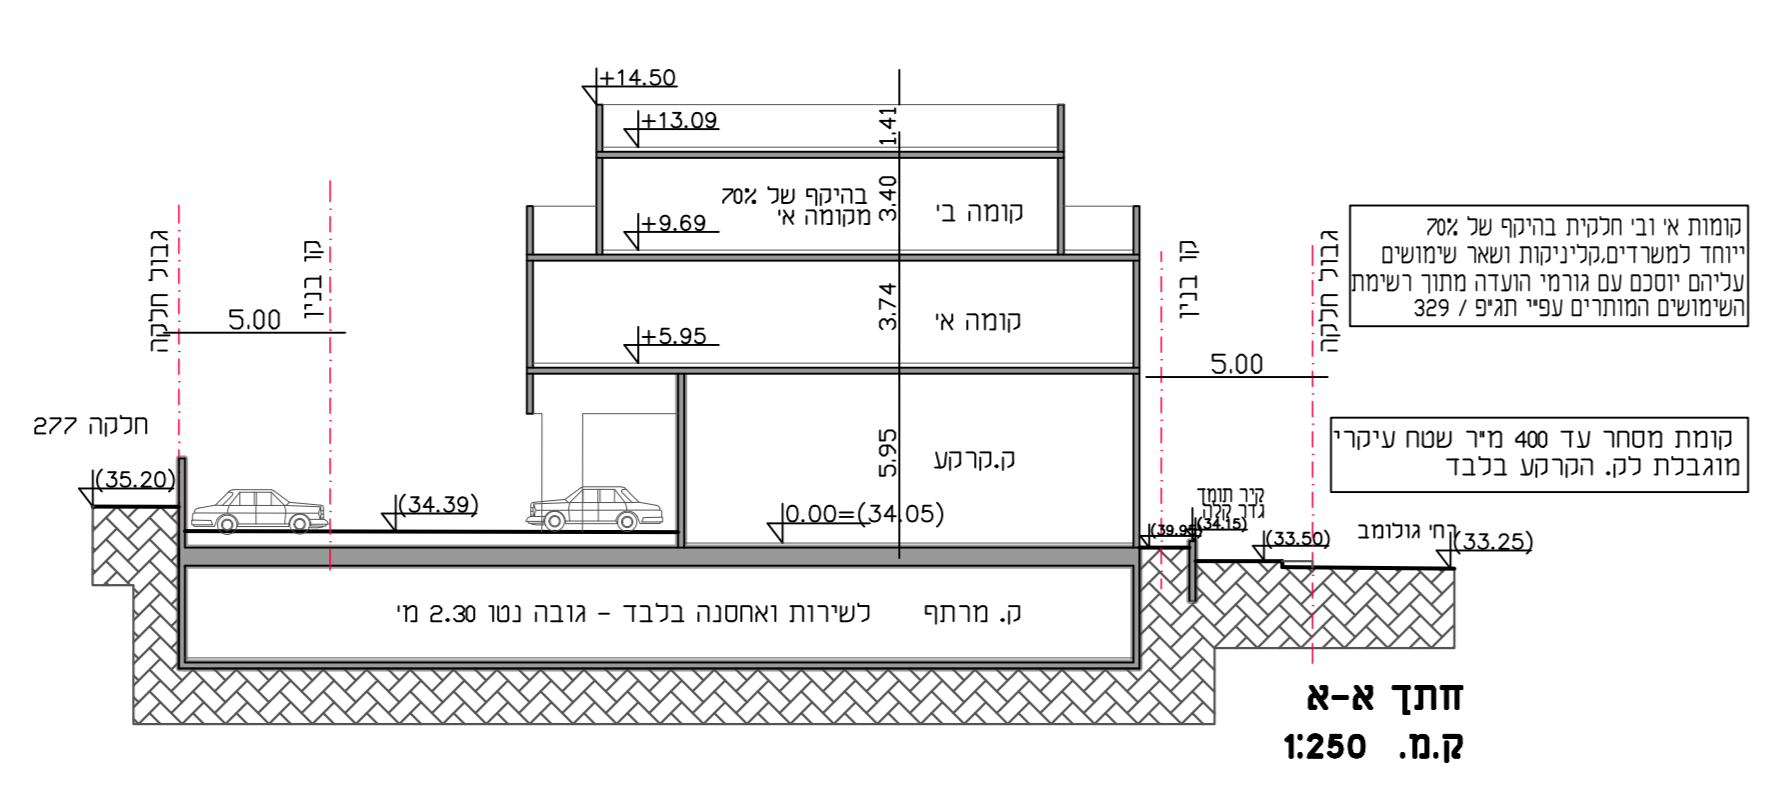 +14.50
+13.09
1.41
בהיקף של 70%
מקומה א'
3.40
קומה ב'
+9.69
קומות א' וב' חלקית בהיקף של 70%
ייוחד למשרדים,קליניקות ושאר שימושים
עליהם יוסכם עם גורמי הועדה מתוך רשימת
השימושים המותרים עפ"י תג"פ / 329
גבול חלקה
קו בנין
5.00
3.74
קומה א'
+5.95
קו בנין
גבול חלקה
5.00
קומת מסחר עד 400 מ"ר שטח עיקרי
מוגבלת לק. הקרקע בלבד
חלקה 277
(35.20)
(34.39)
5.95
ק.קרקע
0.00=(34.05)
קיר תומך
גדר קלה
(39.95)
(34.15)
(33.50)
רח' גולומב
(33.25)
ק. מרתף לשירות ואחסנה בלבד - גובה נטו 2.30 מ'
חתך א-א
ק.מ. 1:250